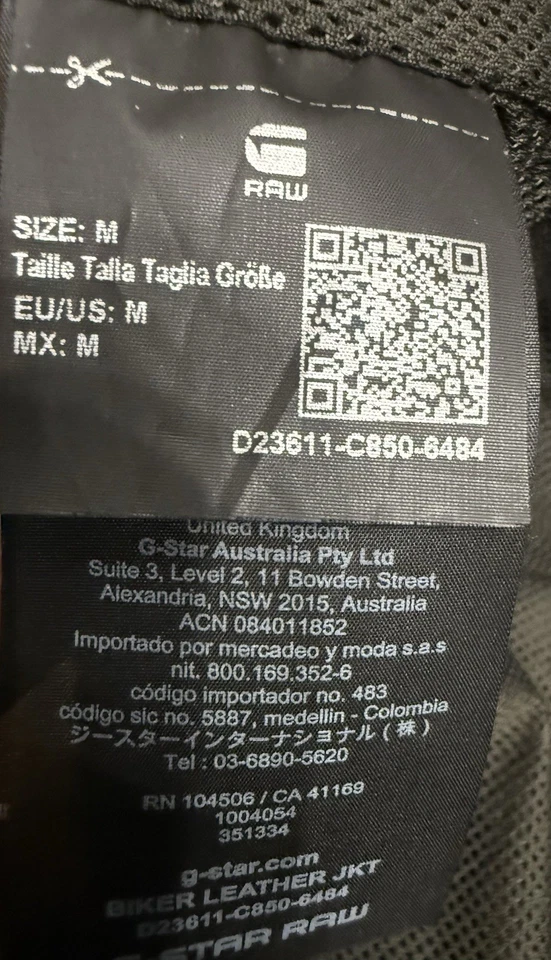 RAW
SIZE: M
Taille Talla Taglia Größe
EU/US: M
MX: M
D23611-C850-6484
United Kingdom
G-Star Australia Pty Ltd
Suite 3, Level 2, 11 Bowden Street,
Alexandria, NSW 2015, Australia
ACN 084011852
Importado por mercadeo y moda s.a.s
nit. 800.169.352-6
código importador no. 483
código sic no. 5887, medellin - Colombia
ジースターインターナショナル(株)
Tel : 03-6890-5620
RN 104506 / CA 41169
1004054
351334
g-star.com
BIKER LEATHER JKT
D23611-C850-6484
STAR RAW